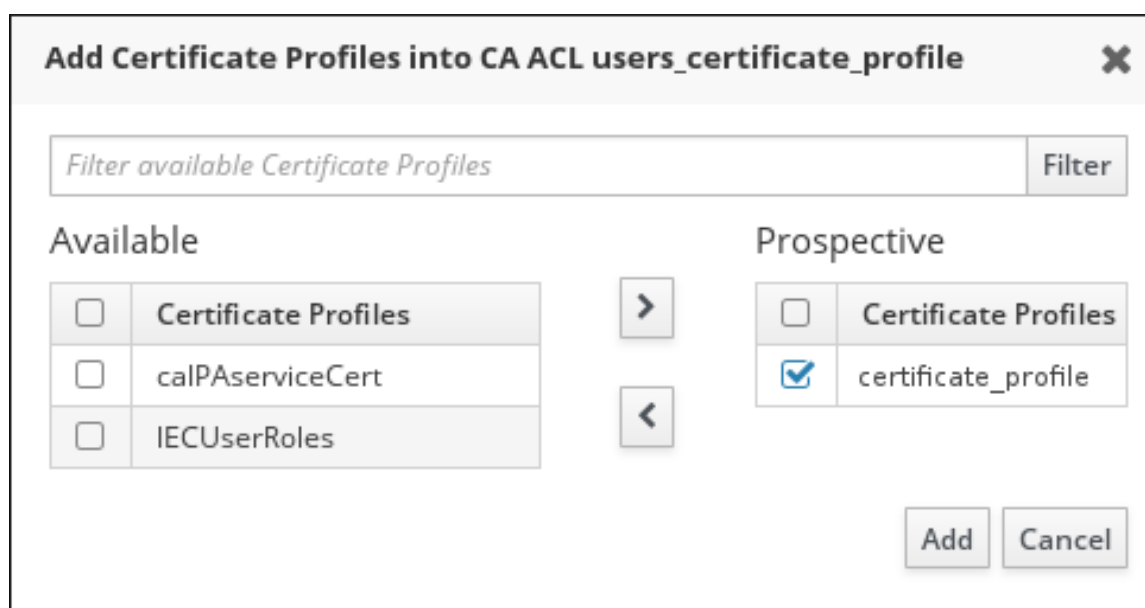 Add Certificate Profiles into CA ACL users_certificate_profile
Filter available Certificate Profiles
Filter
Available
Prospective
Certificate Profiles
Certificate Profiles
caIPAserviceCert
certificate_profile
IECUserRoles
Add
Cancel